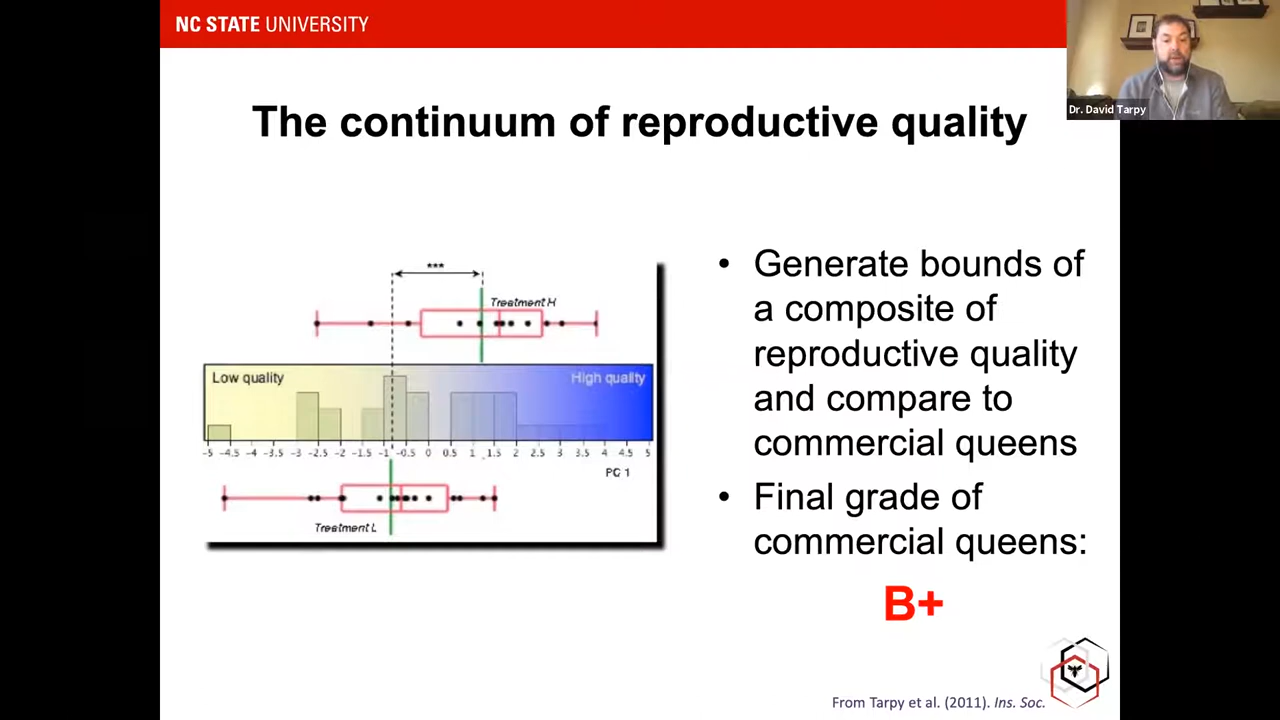 NC STATE UNIVERSITY
Dr. David Tarpy
The continuum of reproductive quality
***
Treatment H
Low quality
High quality
-5 -4.5 -4 -3.5 -3 -2.5 -2 -1.5 -1 -0.5 0 0.5 1 1.5 2 2.5 3 3.5 4 4.5 5
PC 1
Treatment L
• Generate bounds of
a composite of
reproductive quality
and compare to
commercial queens
• Final grade of
commercial queens:
B+
From Tarpy et al. (2011). Ins. Soc.